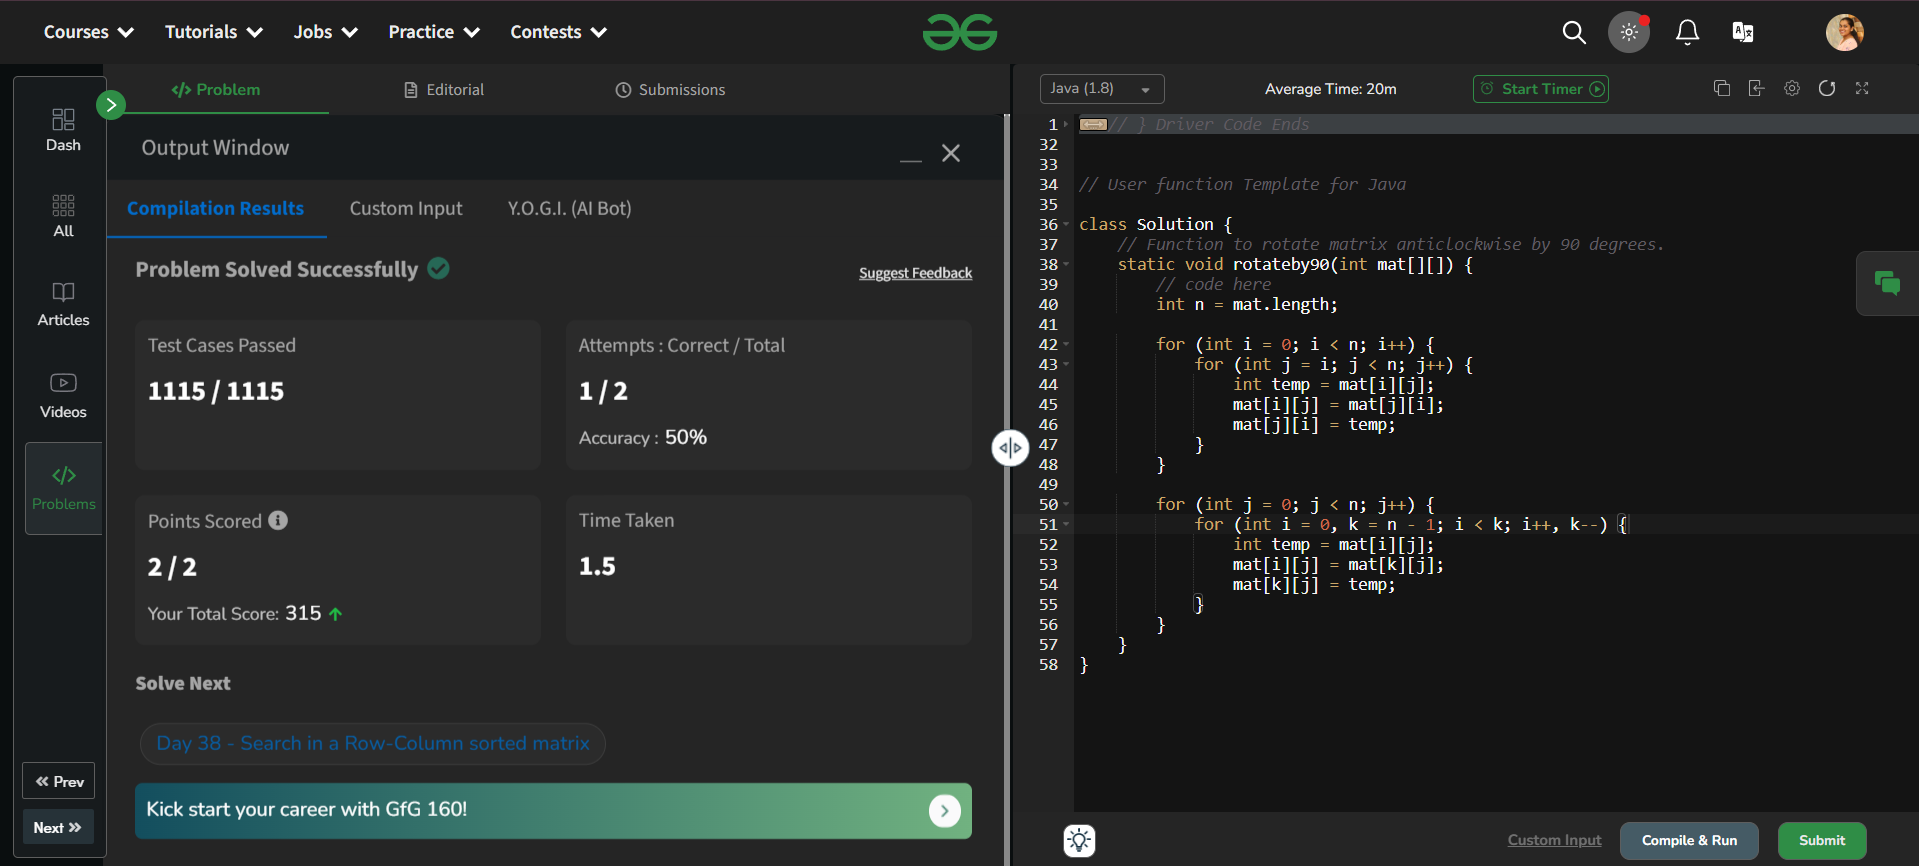 Courses Tutorials Jobs Practice Contests
Dash
All
Articles
Videos
Problems
Prev
Next
Problem Editorial Submissions
Output Window
Compilation Results Custom Input Y.O.G.I. (AI Bot)
Problem Solved Successfully
Suggest Feedback
Test Cases Passed
1115 / 1115
Attempts : Correct / Total
1 / 2
Accuracy : 50%
Points Scored
2 / 2
Your Total Score: 315
Time Taken
1.5
Solve Next
Day 38 - Search in a Row-Column sorted matrix
Kick start your career with GfG 160!
Java (1.8) Average Time: 20m Start Timer
1 // } Driver Code Ends
32
33
34 // User function Template for Java
35
36 class Solution {
37 // Function to rotate matrix anticlockwise by 90 degrees.
38 static void rotateby90(int mat[][]) {
39 // code here
40 int n = mat.length;
41
42 for (int i = 0; i < n; i++) {
43 for (int j = i; j < n; j++) {
44 int temp = mat[i][j];
45 mat[i][j] = mat[j][i];
46 mat[j][i] = temp;
47 }
48 }
49
50 for (int j = 0; j < n; j++) {
51 for (int i = 0, k = n - 1; i < k; i++, k--) {
52 int temp = mat[i][j];
53 mat[i][j] = mat[k][j];
54 mat[k][j] = temp;
55 }
56 }
57 }
58 }
Custom Input Compile & Run Submit